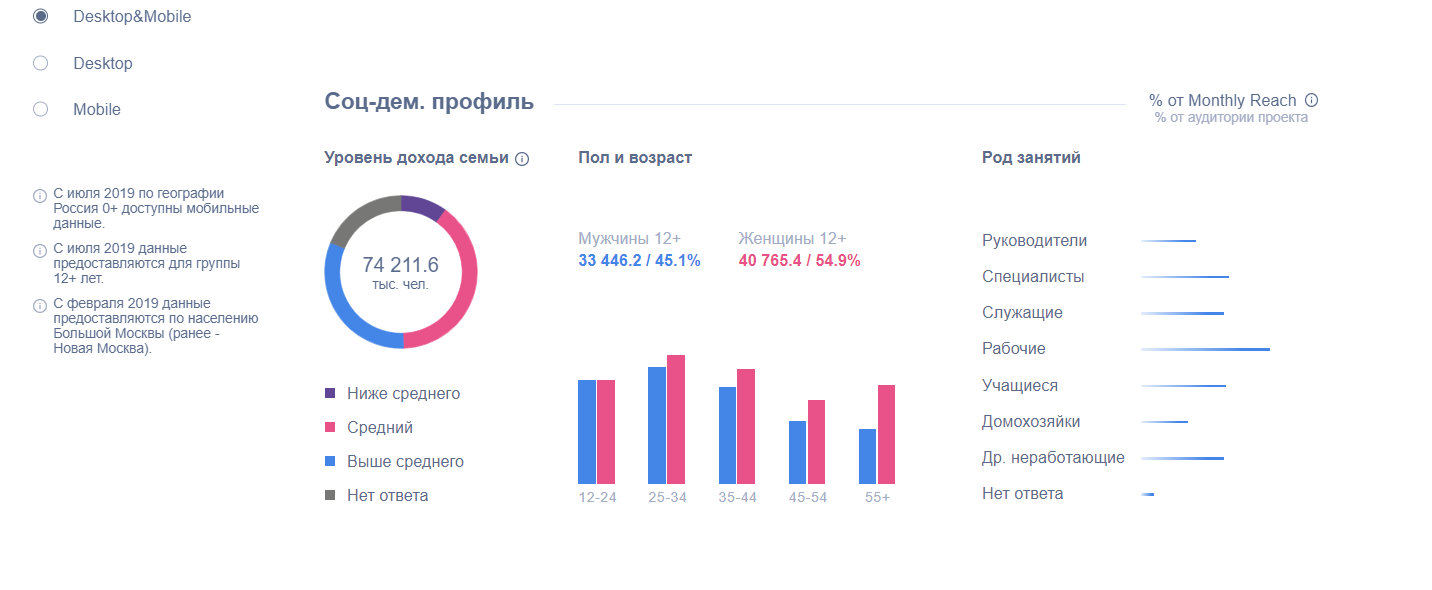 Desktop&Mobile
Desktop
Mobile
С июля 2019 по географии
Россия 0+ доступны мобильные
данные.
С июля 2019 данные
предоставляются для группы
12+ лет.
С февраля 2019 данные
предоставляются по населению
Большой Москвы (ранее -
Новая Москва).
Соц-дем. профиль
% от Monthly Reach
% от аудитории проекта
Уровень дохода семьи
74 211.6
тыс. чел.
Ниже среднего
Средний
Выше среднего
Нет ответа
Пол и возраст
Мужчины 12+
33 446.2 / 45.1%
Женщины 12+
40 765.4 / 54.9%
12-24
25-34
35-44
45-54
55+
Род занятий
Руководители
Специалисты
Служащие
Рабочие
Учащиеся
Домохозяйки
Др. неработающие
Нет ответа